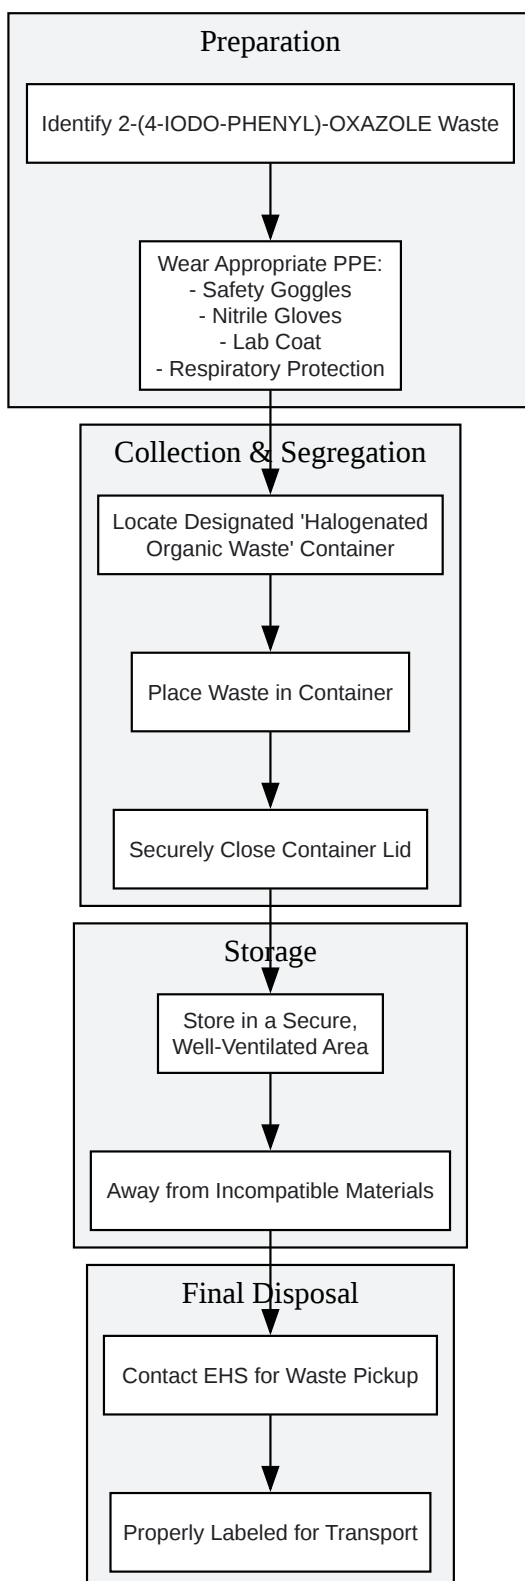 Preparation
Identify 2-(4-IODO-PHENYL)-OXAZOLE Waste
Wear Appropriate PPE:
- Safety Goggles
- Nitrile Gloves
- Lab Coat
- Respiratory Protection
Collection & Segregation
Locate Designated 'Halogenated
Organic Waste' Container
Place Waste in Container
Securely Close Container Lid
Storage
Store in a Secure,
Well-Ventilated Area
Away from Incompatible Materials
Final Disposal
Contact EHS for Waste Pickup
Properly Labeled for Transport